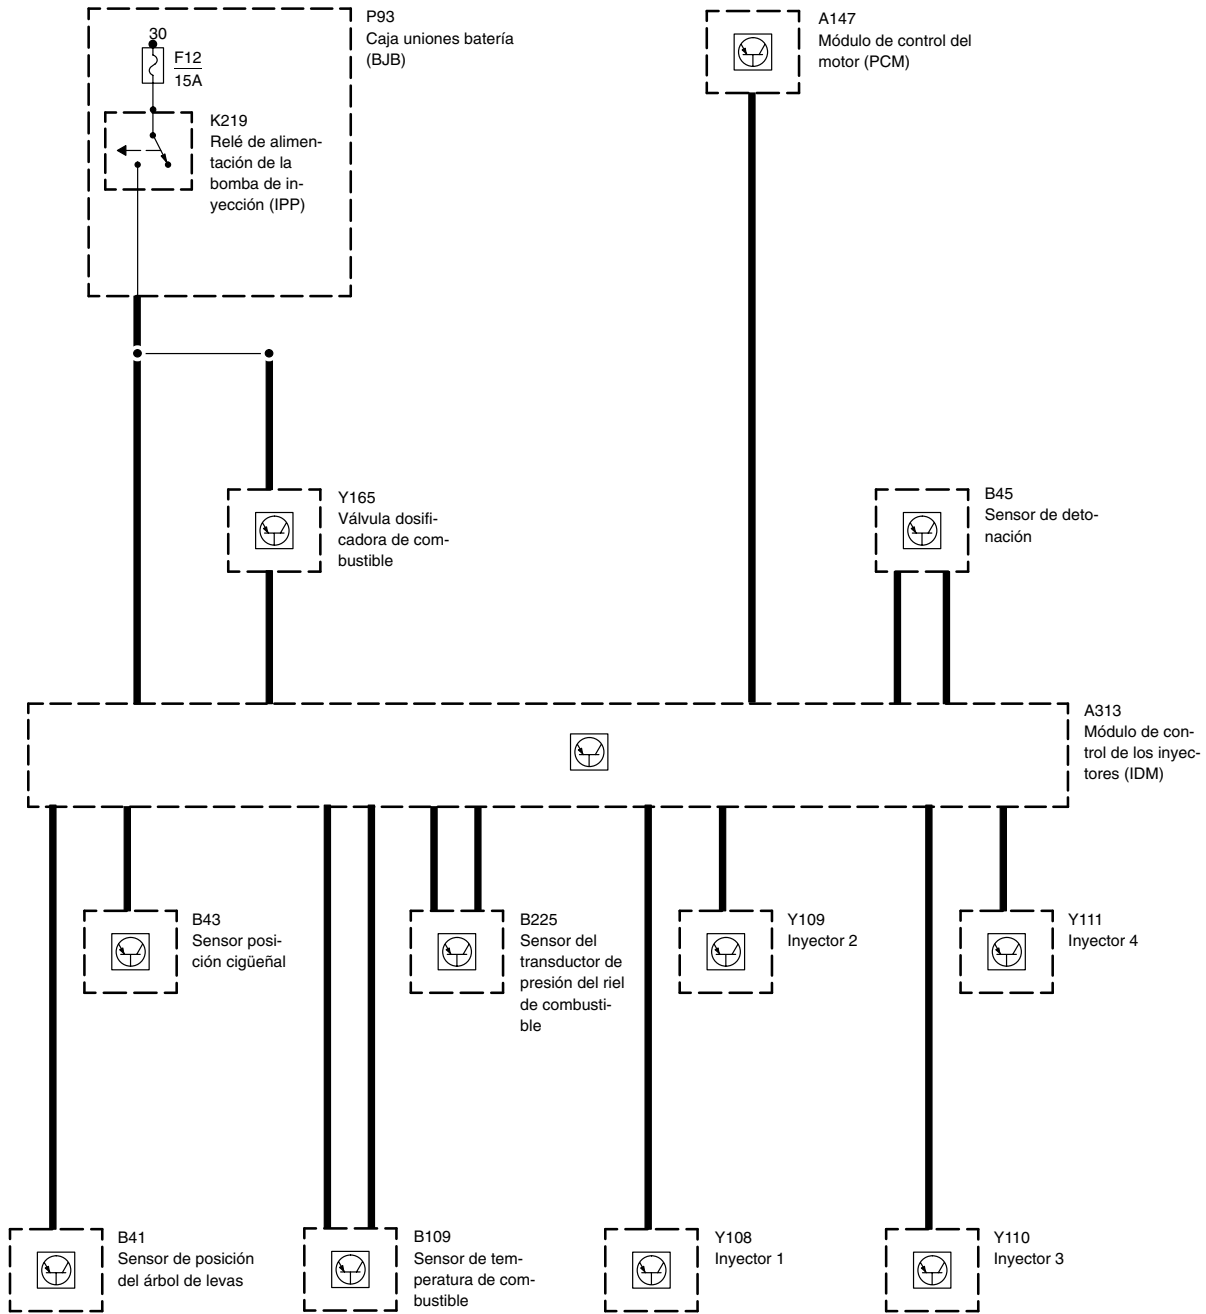 30
F12
15A
P93
Caja uniones batería
(BJB)
K219
Relé de alimen-
tación de la
bomba de in-
yección (IPP)
A147
Módulo de control del
motor (PCM)
Y165
Válvula dosifi-
cadora de com-
bustible
B45
Sensor de deto-
nación
A313
Módulo de con-
trol de los inyec-
tores (IDM)
B43
Sensor posi-
ción cigüeñal
B225
Sensor del
transductor de
presión del riel
de combusti-
ble
Y109
Inyector 2
Y111
Inyector 4
B41
Sensor de posición
del árbol de levas
B109
Sensor de tem-
peratura de com-
bustible
Y108
Inyector 1
Y110
Inyector 3